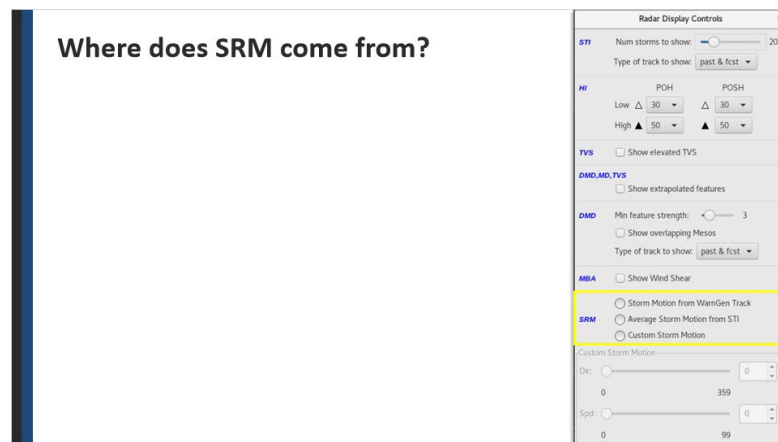 Where does SRM come from?
Radar Display Controls
STI Num storms to show: 20
Type of track to show: past & fcst
HI POH POSH
Low 30 30
High 50 50
TVS Show elevated TVS
DMD,MD,TVS
Show extrapolated features
DMD Min feature strength: 3
Show overlapping Mesos
Type of track to show: past & fcst
MBA Show Wind Shear
Storm Motion from WarnGen Track
SRM Average Storm Motion from STI
Custom Storm Motion
Custom Storm Motion
Dir: 0
0 359
Spd: 0
0 99